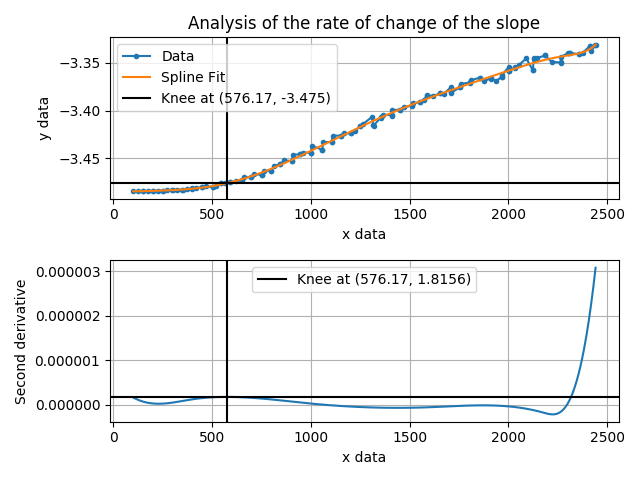 Analysis of the rate of change of the slope
y data
−3.35
−3.40
−3.45
Data
Spline Fit
Knee at (576.17, -3.475)
0
500
1000
1500
2000
2500
x data
Second derivative
0.000003
0.000002
0.000001
0.000000
Knee at (576.17, 1.8156)
0
500
1000
1500
2000
2500
x data